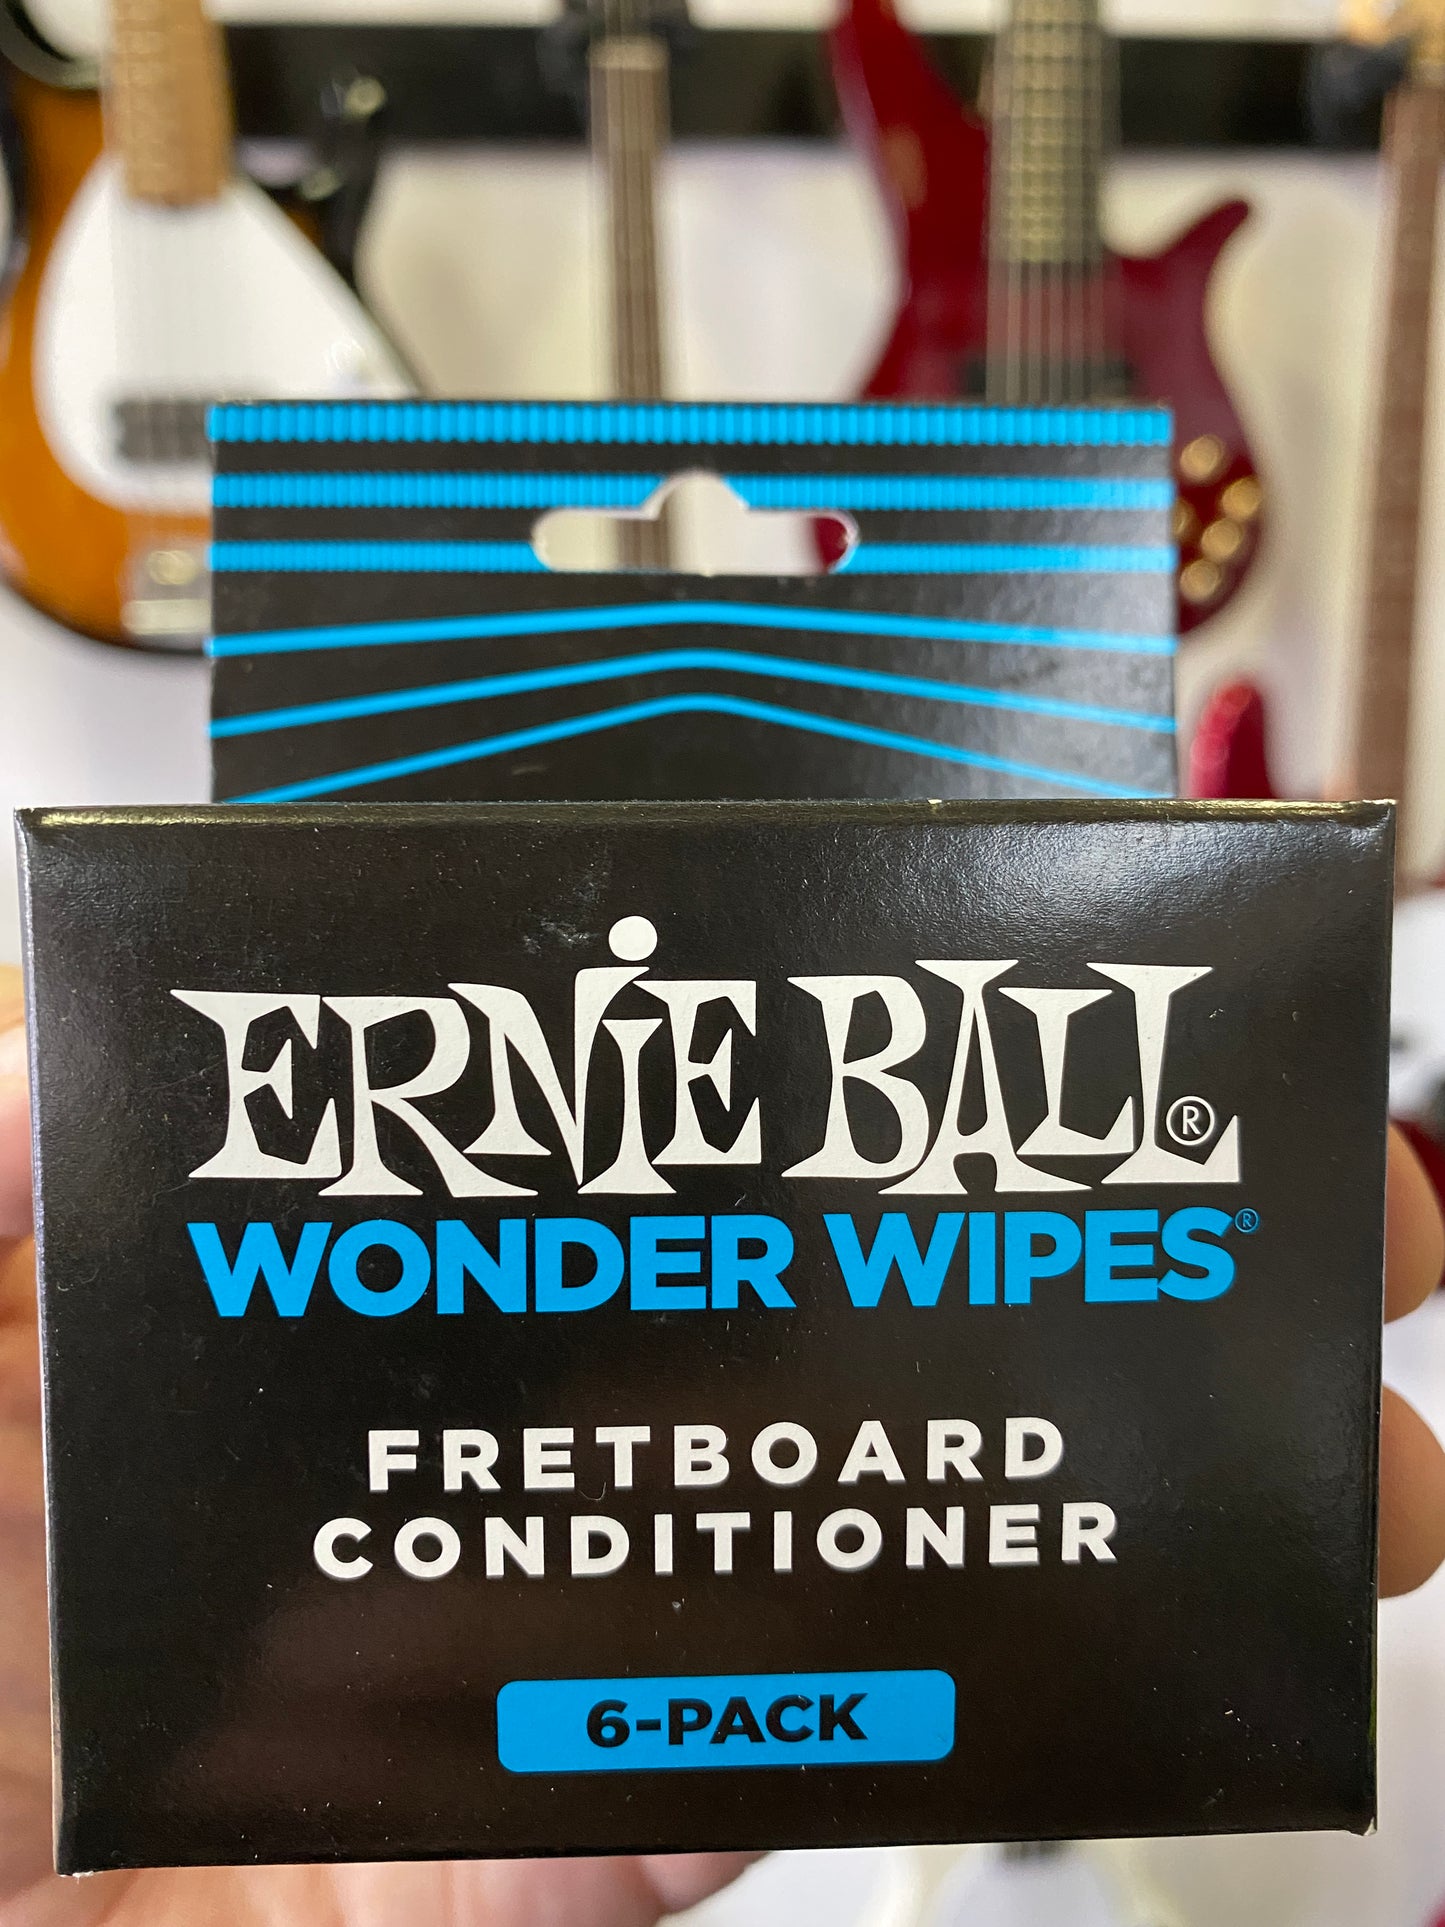 ERNiE BALL®
WONDER WIPES®
FRETBOARD
CONDITIONER
6-PACK